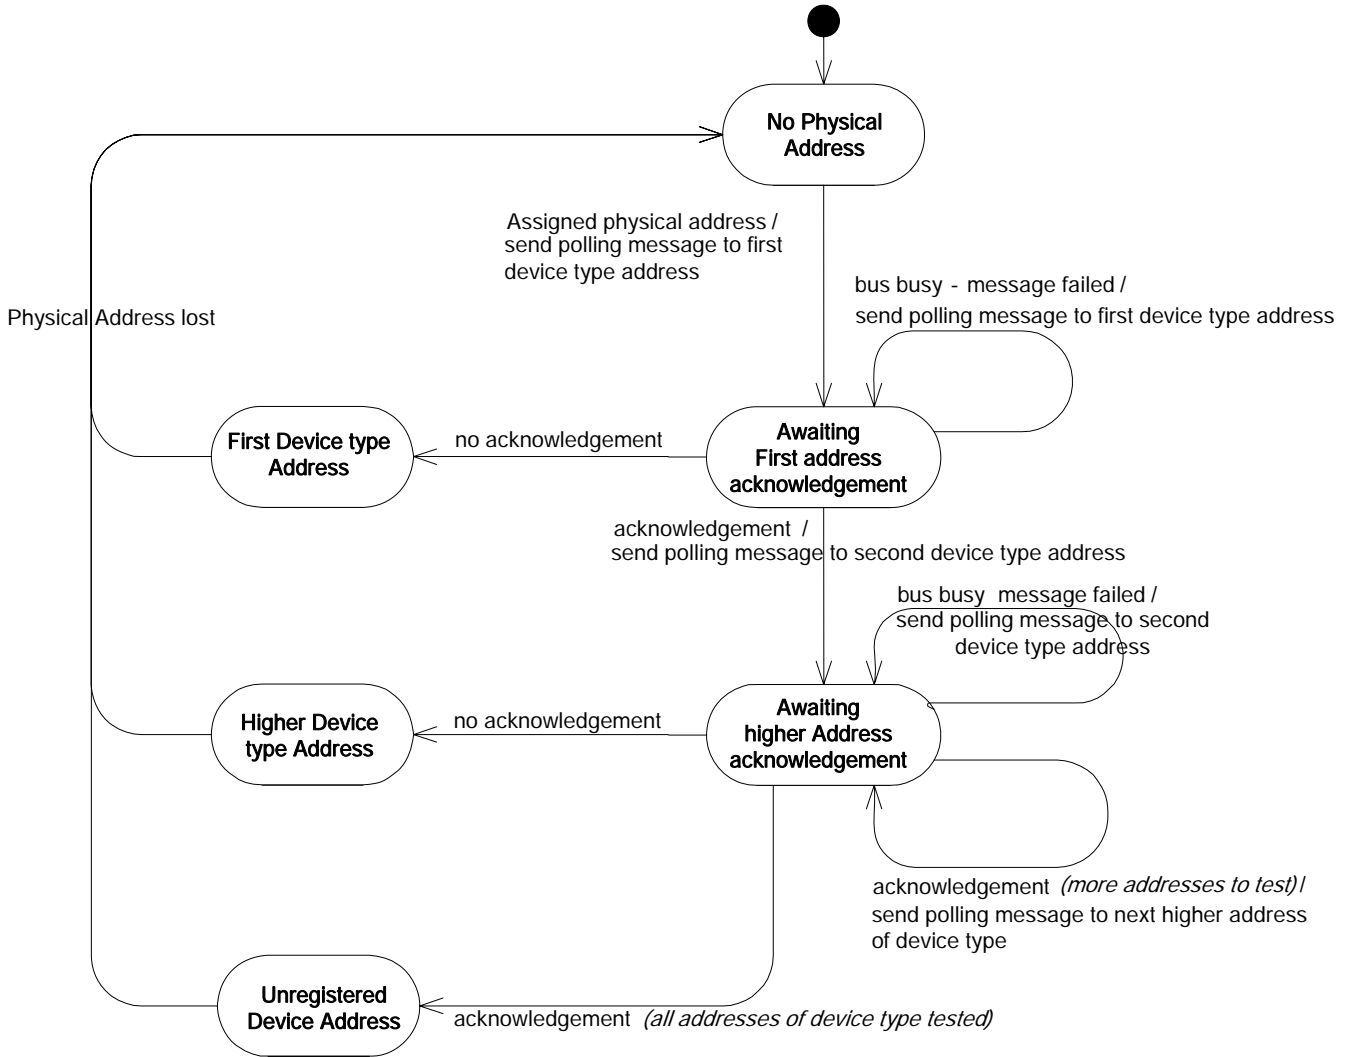 No Physical
Address
Assigned physical address /
send polling message to first
device type address
bus busy - message failed /
send polling message to first device type address
Physical Address lost
First Device type
Address
no acknowledgement
Awaiting
First address
acknowledgement
acknowledgement /
send polling message to second device type address
bus busy message failed /
send polling message to second
device type address
Higher Device
type Address
no acknowledgement
Awaiting
higher Address
acknowledgement
acknowledgement (more addresses to test)/
send polling message to next higher address
of device type
Unregistered
Device Address
acknowledgement (all addresses of device type tested)